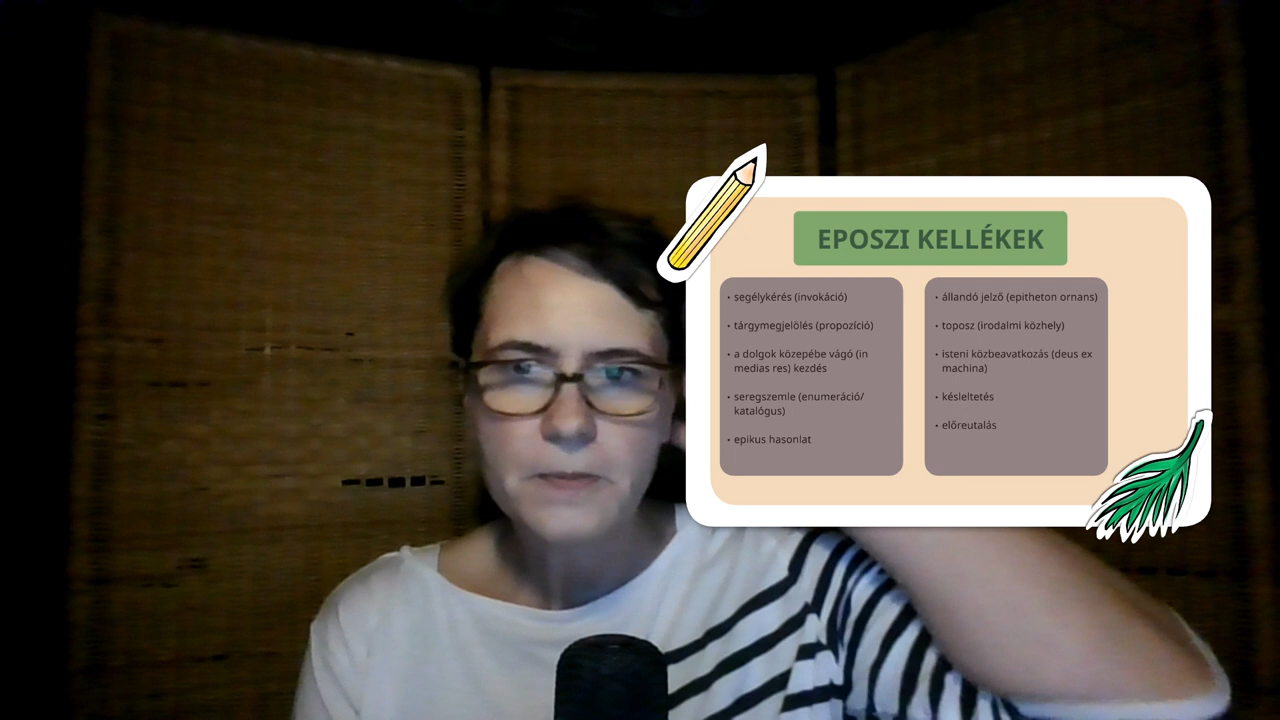 EPOSZI KELLÉKEK
• segélykérés (invokáció)
• tárgymegjelölés (propozíció)
• a dolgok közepébe vágó (in
medias res) kezdés
• seregszemle (enumeráció/
katalógus)
• epikus hasonlat
• állandó jelző (epitheton ornans)
• toposz (irodalmi közhely)
• isteni közbeavatkozás (deus ex
machina)
• késleltetés
• előreutalás